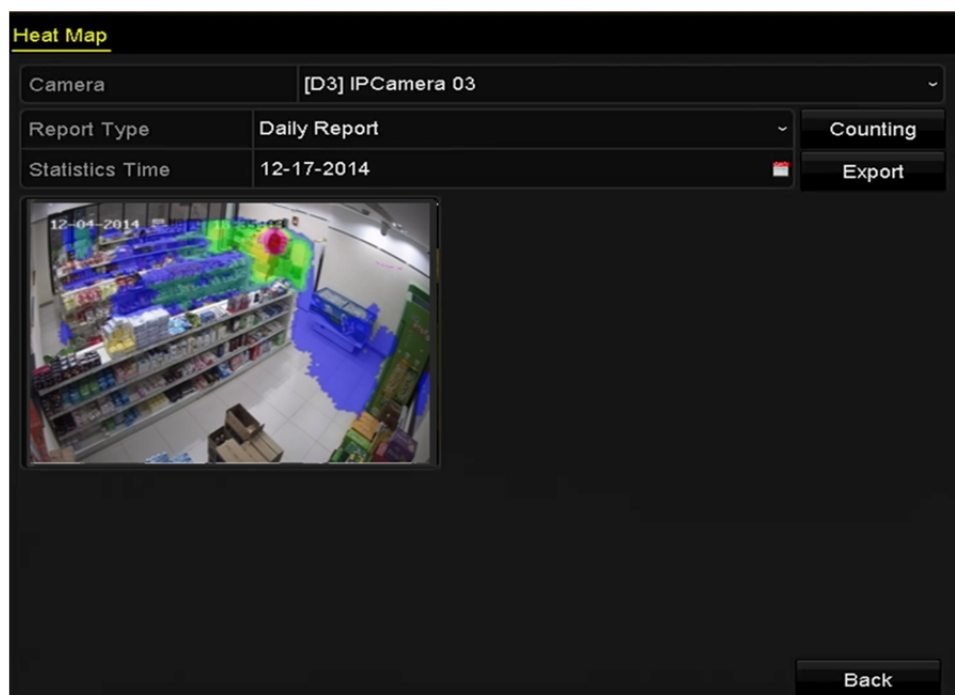 Heat Map
Camera [D3] IPCamera 03
Report Type Daily Report Counting
Statistics Time 12-17-2014 Export
12-04-2014
Back